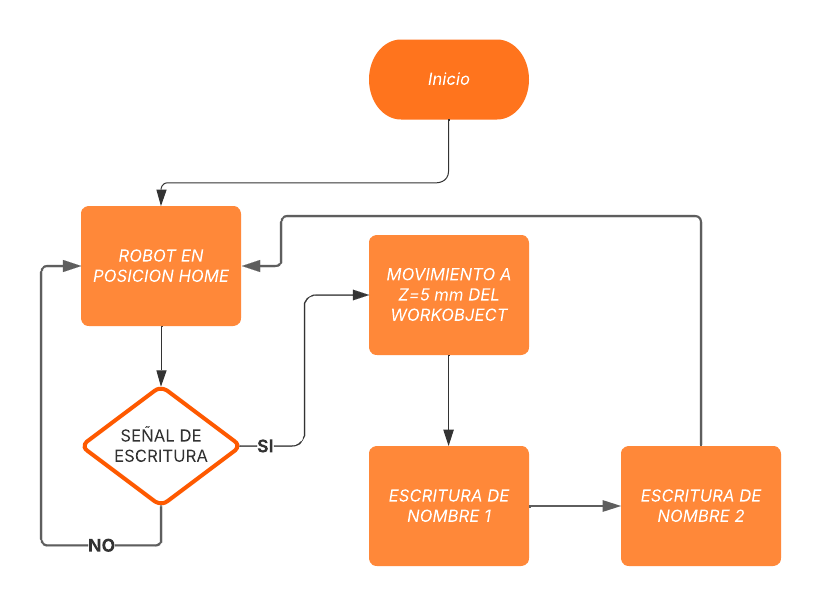 Inicio
ROBOT EN
POSICION HOME
MOVIMIENTO A
Z=5 mm DEL
WORKOBJECT
SEÑAL DE
ESCRITURA
SI
ESCRITURA DE
NOMBRE 1
ESCRITURA DE
NOMBRE 2
NO